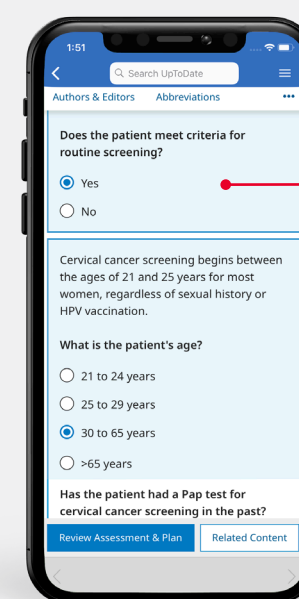 1:51
Search UpToDate
Authors & Editors Abbreviations
Does the patient meet criteria for
routine screening?
Yes
No
Cervical cancer screening begins between
the ages of 21 and 25 years for most
women, regardless of sexual history or
HPV vaccination.
What is the patient's age?
21 to 24 years
25 to 29 years
30 to 65 years
>65 years
Has the patient had a Pap test for
cervical cancer screening in the past?
Review Assessment & Plan Related Content